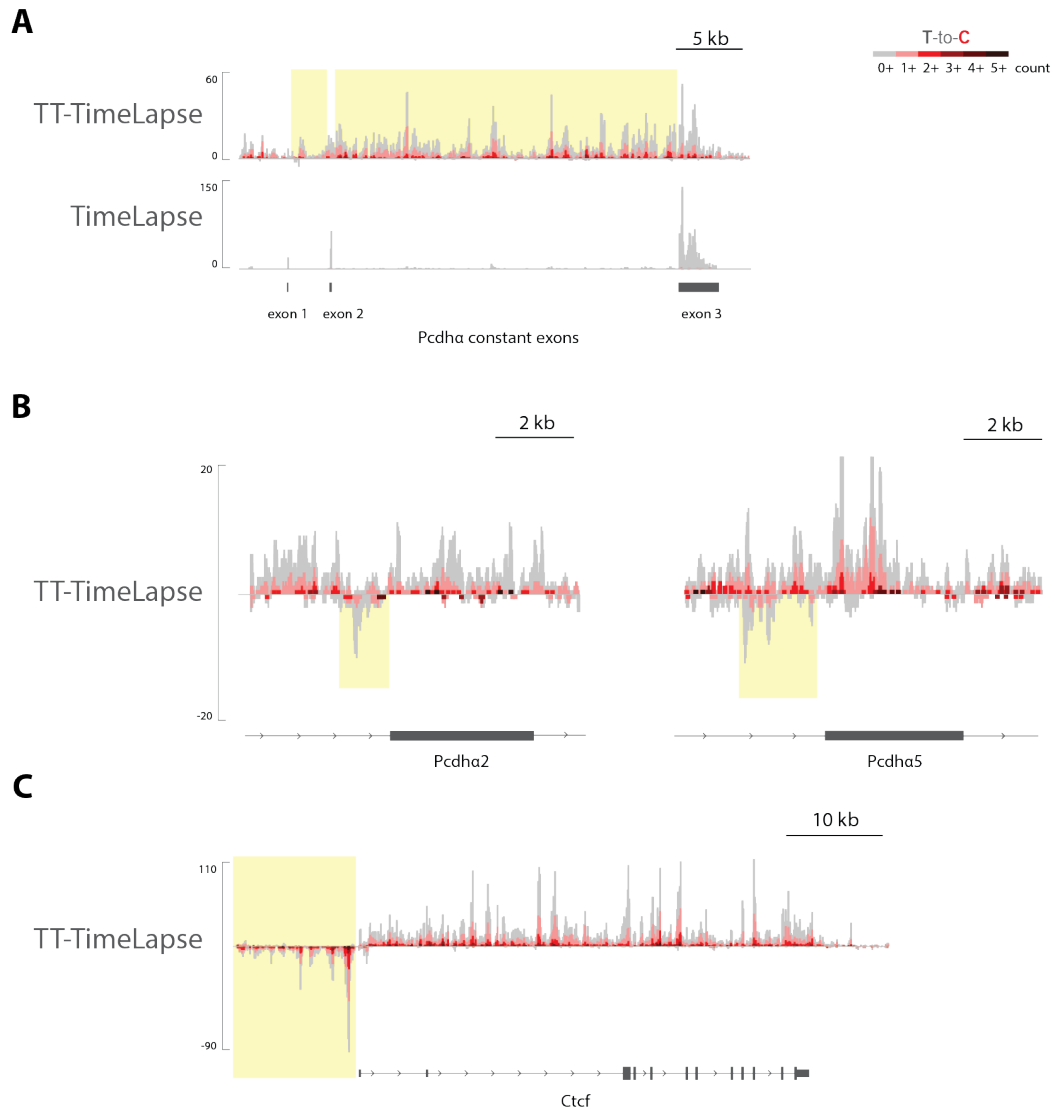 A
5 kb
T-to-C
0+ 1+ 2+ 3+ 4+ 5+ count
60
TT-TimeLapse
0
150
TimeLapse
0
exon 1 exon 2 exon 3
Pcdhα constant exons
B
2 kb 2 kb
20
TT-TimeLapse
-20
Pcdhα2 Pcdhα5
C
10 kb
110
TT-TimeLapse
-90
Ctcf